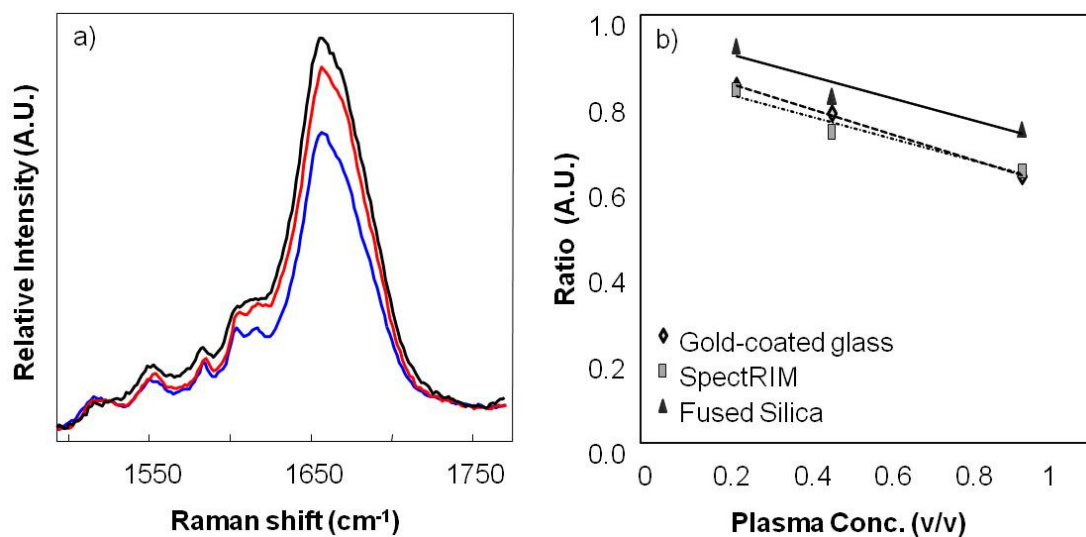 a)
Relative Intensity (A.U.)
1550
1650
1750
Raman shift (cm⁻¹)
b)
1.0
0.8
0.6
0.4
0.2
0.0
Ratio (A.U.)
Gold-coated glass
SpectRIM
Fused Silica
0
0.2
0.4
0.6
0.8
1
Plasma Conc. (v/v)